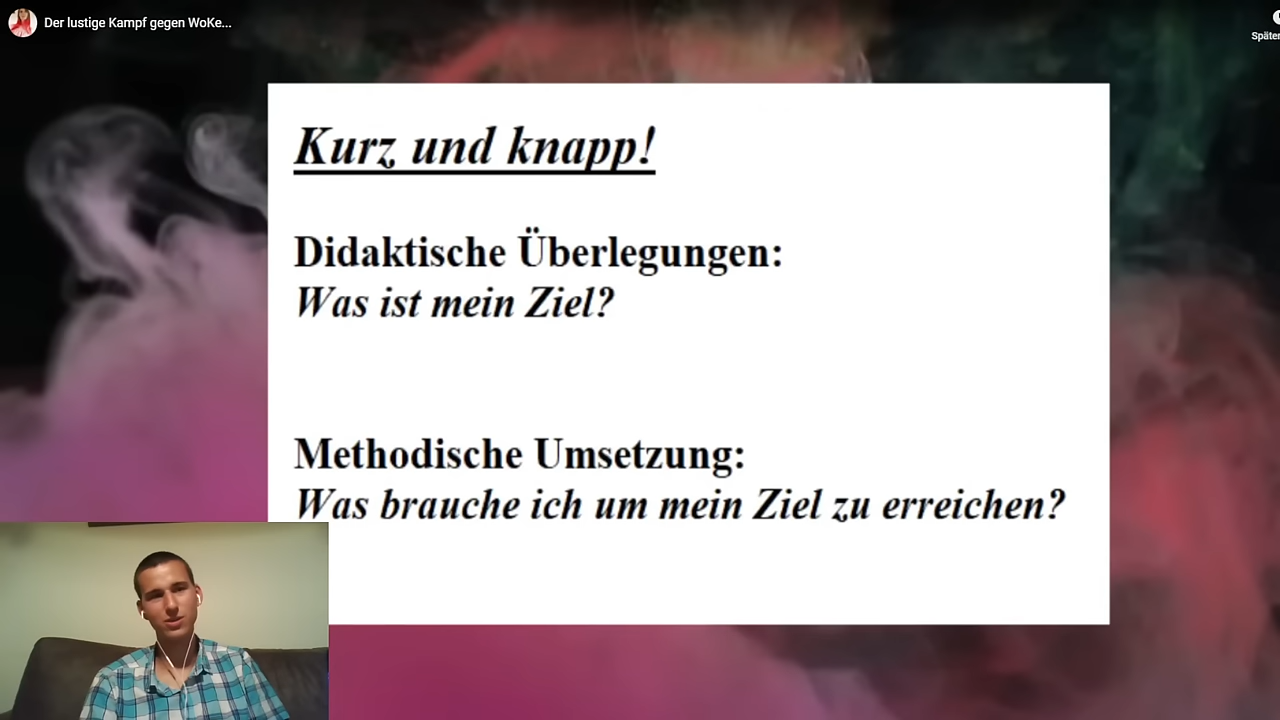 Der lustige Kampf gegen WoKe...
Später
Kurz und knapp!
Didaktische Überlegungen:
Was ist mein Ziel?
Methodische Umsetzung:
Was brauche ich um mein Ziel zu erreichen?